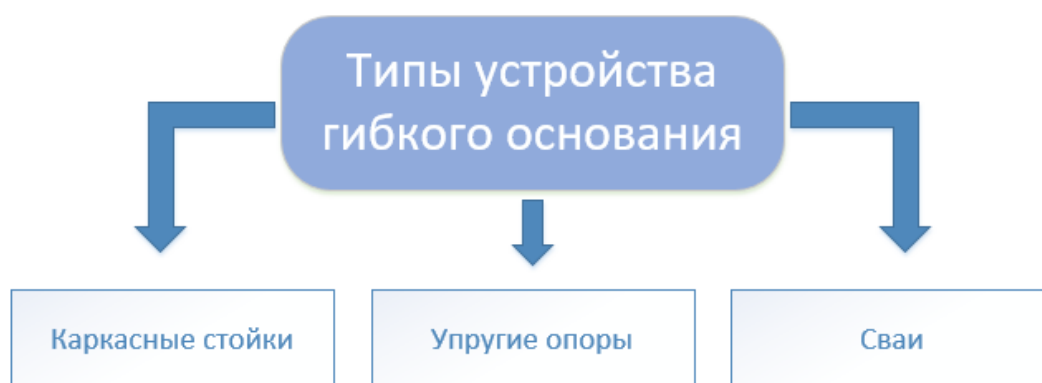 Типы устройства
гибкого основания
Каркасные стойки
Упругие опоры
Сваи